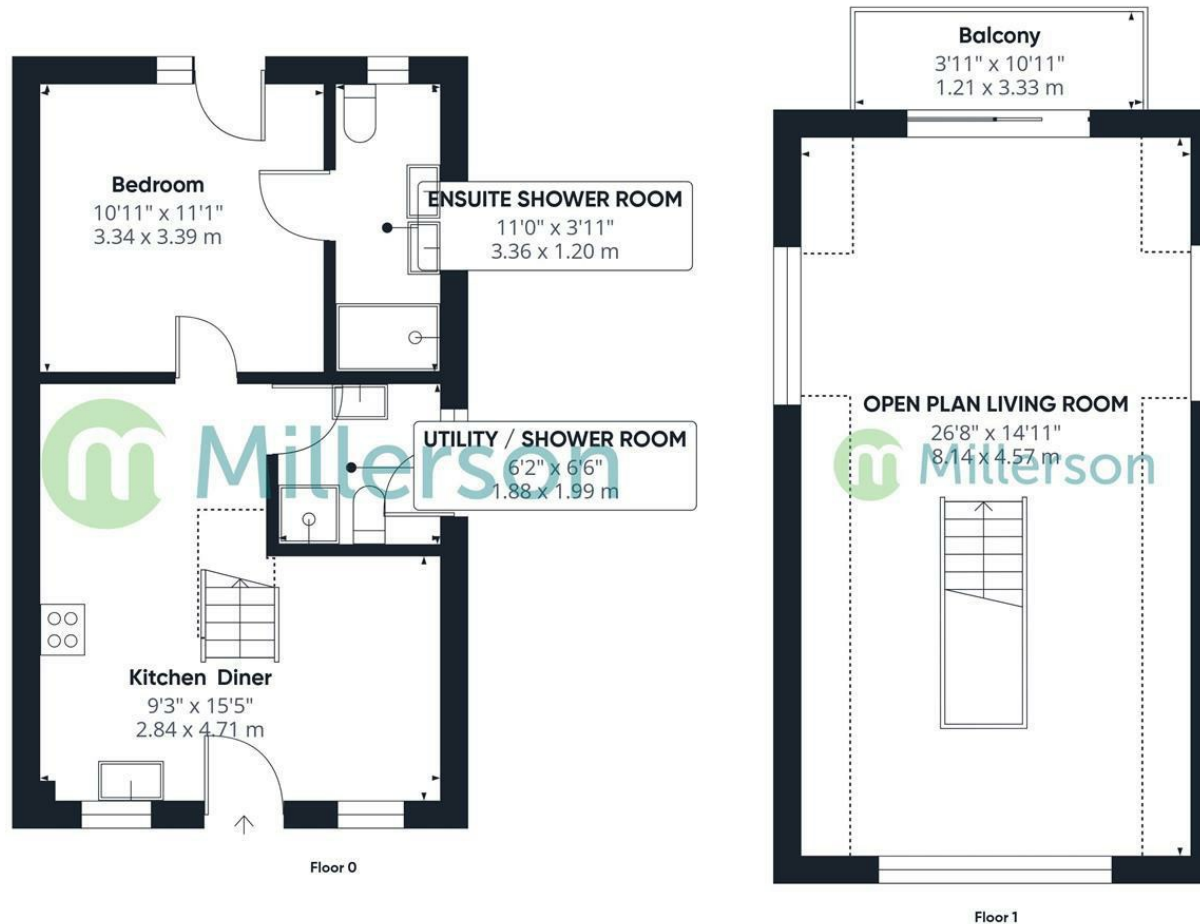 Balcony
3'11" x 10'11"
1.21 x 3.33 m
Bedroom
10'11" x 11'1"
3.34 x 3.39 m
ENSUITE SHOWER ROOM
11'0" x 3'11"
3.36 x 1.20 m
OPEN PLAN LIVING ROOM
26'8" x 14'11"
8.14 x 4.57 m
m Millerson
UTILITY / SHOWER ROOM
6'2" x 6'6"
1.88 x 1.99 m
m Millerson
Kitchen Diner
9'3" x 15'5"
2.84 x 4.71 m
Floor 0
Floor 1